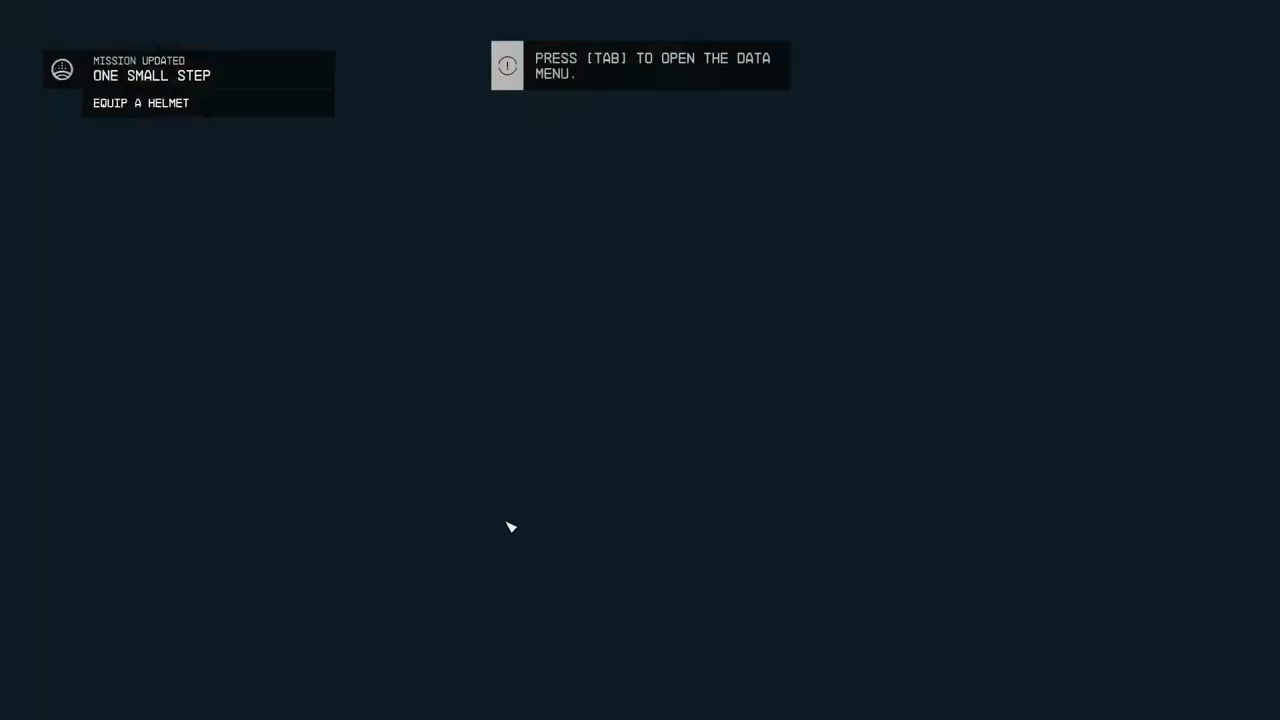 MISSION UPDATED
ONE SMALL STEP
EQUIP A HELMET
PRESS [TAB] TO OPEN THE DATA
MENU.